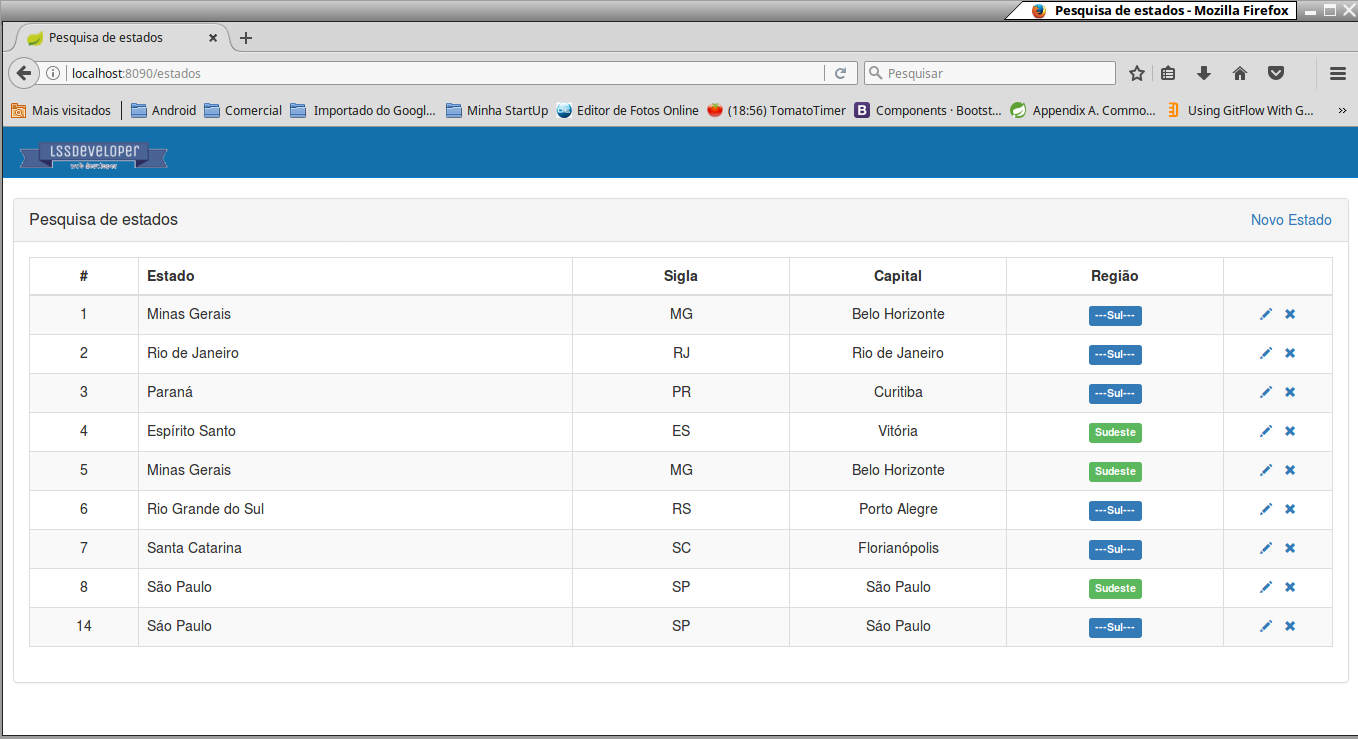 Pesquisa de estados - Mozilla Firefox
Pesquisa de estados
localhost:8090/estados Pesquisar
Mais visitados Android Comercial Importado do Googl... Minha StartUp Editor de Fotos Online (18:56) TomatoTimer B Components · Bootst... Appendix A. Commo... Using GitFlow With G... »
LSSDEVELOPER
Pesquisa de estados Novo Estado
# Estado Sigla Capital Região
1 Minas Gerais MG Belo Horizonte ---Sul---
2 Rio de Janeiro RJ Rio de Janeiro ---Sul---
3 Paraná PR Curitiba ---Sul---
4 Espírito Santo ES Vitória Sudeste
5 Minas Gerais MG Belo Horizonte Sudeste
6 Rio Grande do Sul RS Porto Alegre ---Sul---
7 Santa Catarina SC Florianópolis ---Sul---
8 São Paulo SP São Paulo Sudeste
14 Sáo Paulo SP Sáo Paulo ---Sul---